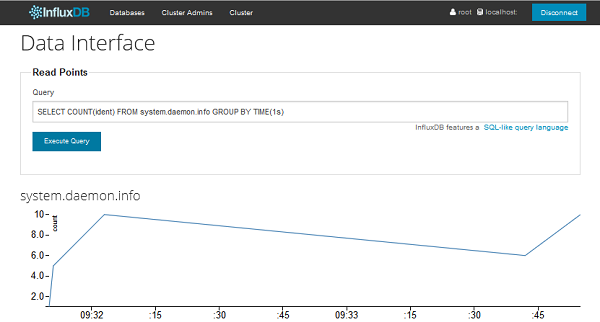 InfluxDB Databases Cluster Admins Cluster root localhost: Disconnect
Data Interface
Read Points
Query
SELECT COUNT(ident) FROM system.daemon.info GROUP BY TIME(1s)
InfluxDB features a SQL-like query language
Execute Query
system.daemon.info
count
10
8.0
6.0
4.0
2.0
09:32 :15 :30 :45 09:33 :15 :30 :45